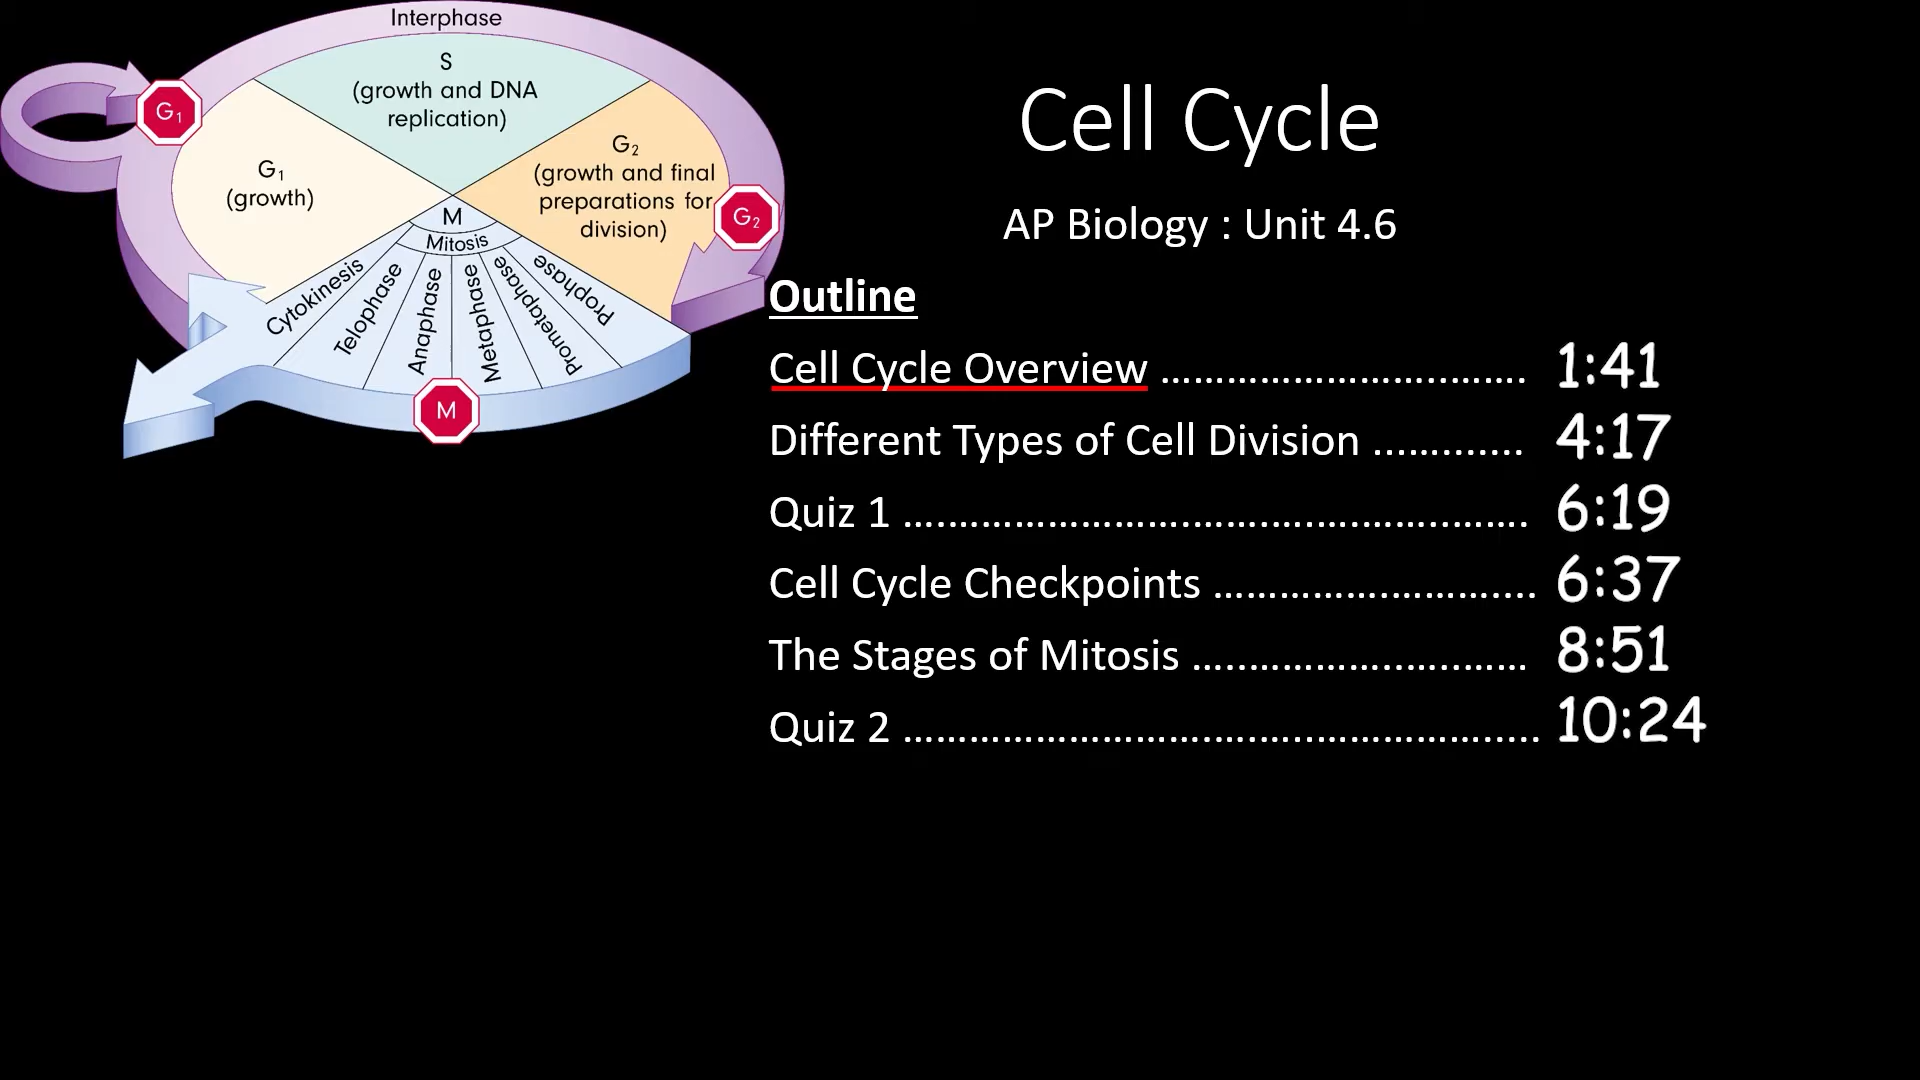 Interphase
S
(growth and DNA
replication)
G₁
G₁
(growth)
G₂
(growth and final
preparations for
division)
G₂
M
Mitosis
Cytokinesis
Telophase
Anaphase
Metaphase
Prometaphase
Prophase
M
Cell Cycle
AP Biology : Unit 4.6
Outline
Cell Cycle Overview ................................. 1:41
Different Types of Cell Division ............. 4:17
Quiz 1 ......................................................... 6:19
Cell Cycle Checkpoints ............................. 6:37
The Stages of Mitosis .............................. 8:51
Quiz 2 ......................................................... 10:24